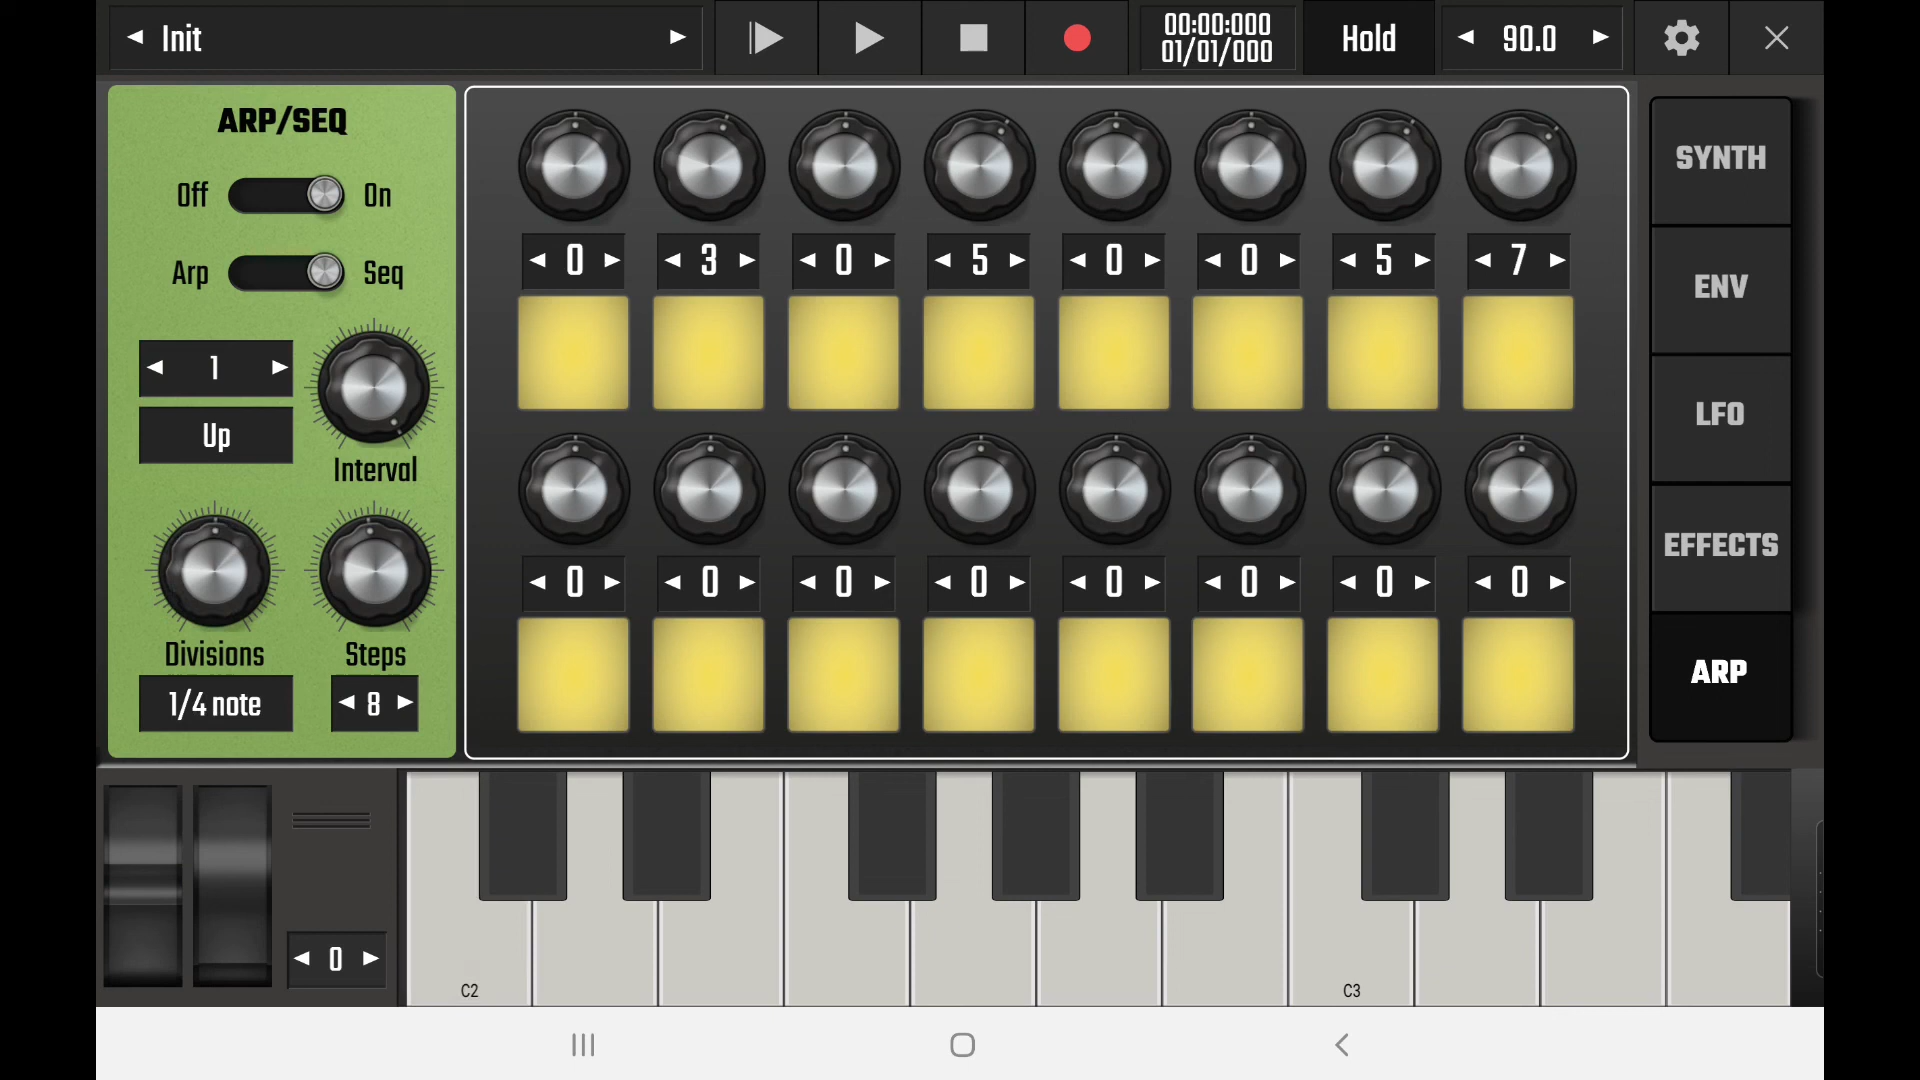 Init
00:00:000
01/01/000
Hold
90.0
ARP/SEQ
Off On
Arp Seq
1
Up
Interval
Divisions
Steps
1/4 note
8
0 3 0 5 0 0 5 7
0 0 0 0 0 0 0 0
SYNTH
ENV
LFO
EFFECTS
ARP
0
C2
C3